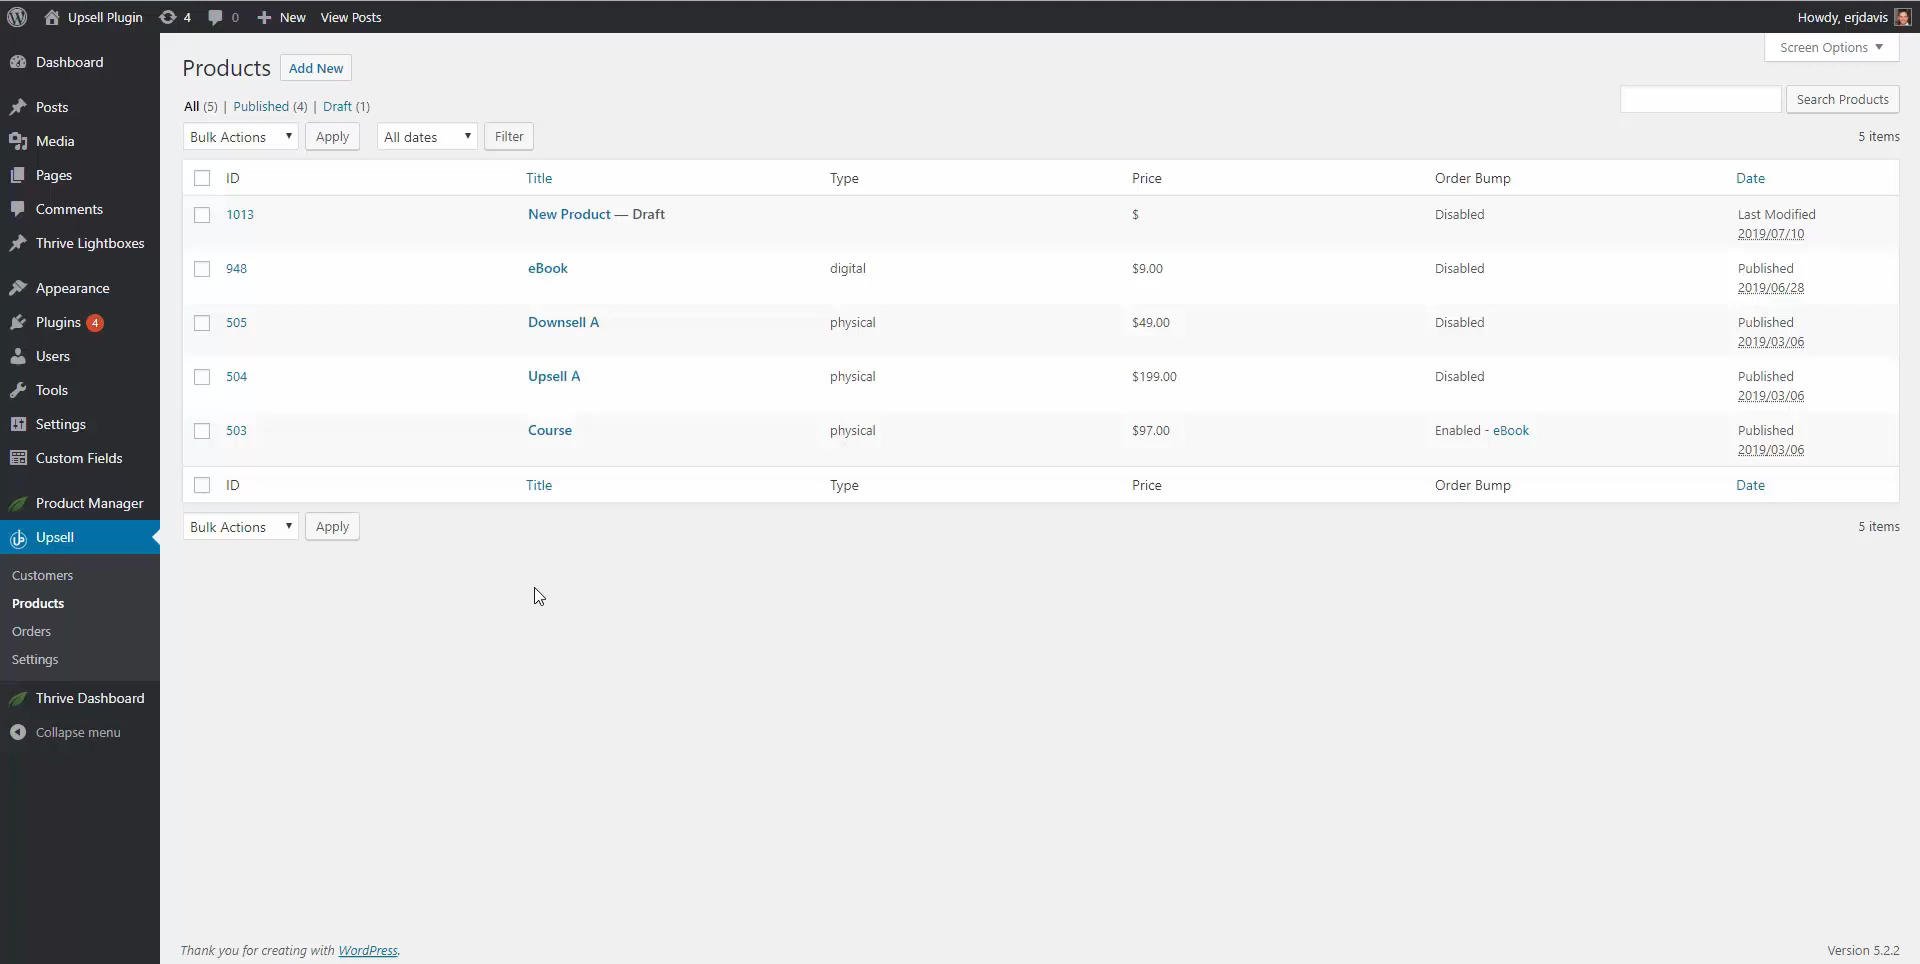 Upsell Plugin 4 0 New View Posts Howdy, erjdavis
Screen Options
Dashboard
Posts
Media
Pages
Comments
Thrive Lightboxes
Appearance
Plugins 4
Users
Tools
Settings
Custom Fields
Product Manager
Upsell
Customers
Products
Orders
Settings
Thrive Dashboard
Collapse menu
Products Add New
All (5) | Published (4) | Draft (1)
Search Products
Bulk Actions Apply All dates Filter 5 items
ID Title Type Price Order Bump Date
1013 New Product — Draft $ Disabled Last Modified
2019/07/10
948 eBook digital $9.00 Disabled Published
2019/06/28
505 Downsell A physical $49.00 Disabled Published
2019/03/06
504 Upsell A physical $199.00 Disabled Published
2019/03/06
503 Course physical $97.00 Enabled - eBook Published
2019/03/06
ID Title Type Price Order Bump Date
Bulk Actions Apply 5 items
Thank you for creating with WordPress. Version 5.2.2